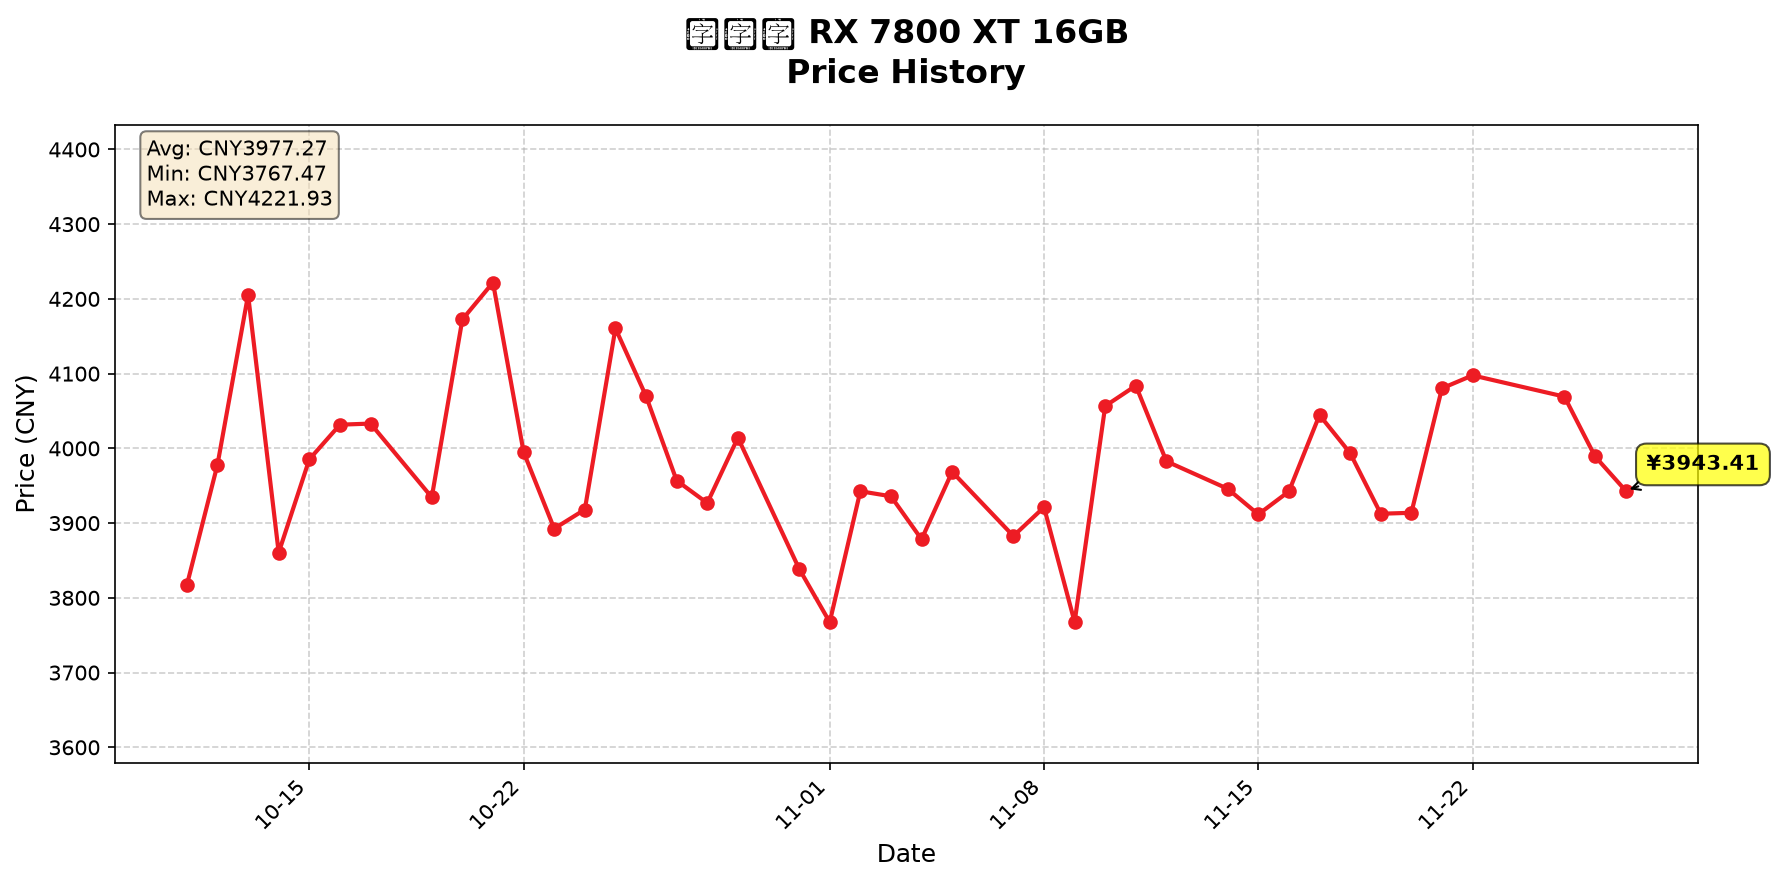 RX 7800 XT 16GB
Price History
Avg: CNY3977.27
Min: CNY3767.47
Max: CNY4221.93
4400
4300
4200
4100
4000
3900
3800
3700
3600
Price (CNY)
¥3943.41
10-15
10-22
11-01
11-08
11-15
11-22
Date